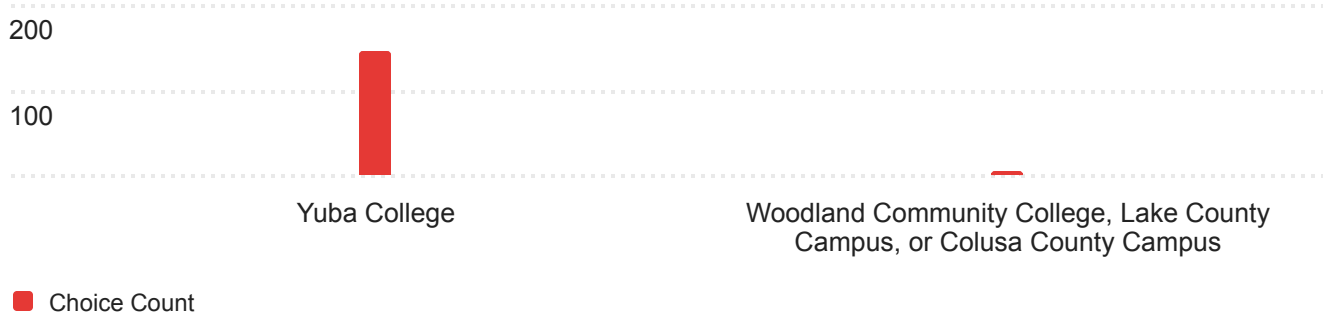 200
100
Yuba College
Woodland Community College, Lake County
Campus, or Colusa County Campus
Choice Count